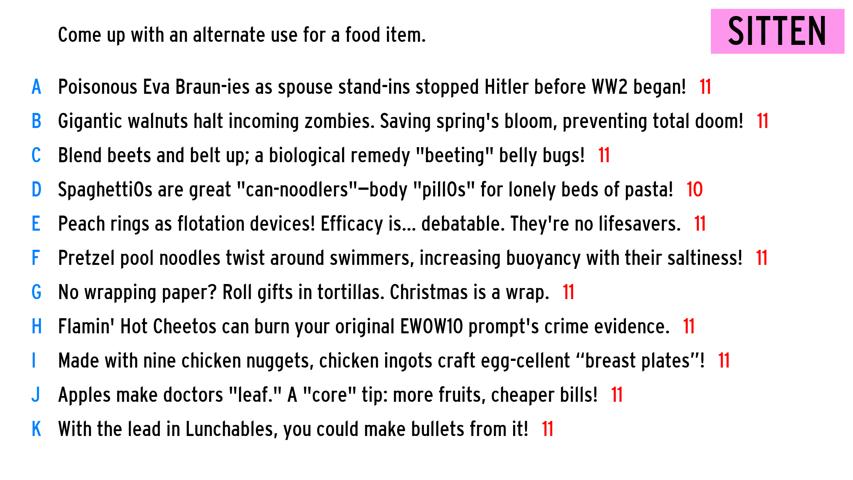 Come up with an alternate use for a food item.
SITTEN
A Poisonous Eva Braun-ies as spouse stand-ins stopped Hitler before WW2 began! 11
B Gigantic walnuts halt incoming zombies. Saving spring's bloom, preventing total doom! 11
C Blend beets and belt up; a biological remedy "beeting" belly bugs! 11
D SpaghettiOs are great "can-noodlers"—body "pillOs" for lonely beds of pasta! 10
E Peach rings as flotation devices! Efficacy is... debatable. They're no lifesavers. 11
F Pretzel pool noodles twist around swimmers, increasing buoyancy with their saltiness! 11
G No wrapping paper? Roll gifts in tortillas. Christmas is a wrap. 11
H Flamin' Hot Cheetos can burn your original EWOW10 prompt's crime evidence. 11
I Made with nine chicken nuggets, chicken ingots craft egg-cellent “breast plates”! 11
J Apples make doctors "leaf." A "core" tip: more fruits, cheaper bills! 11
K With the lead in Lunchables, you could make bullets from it! 11